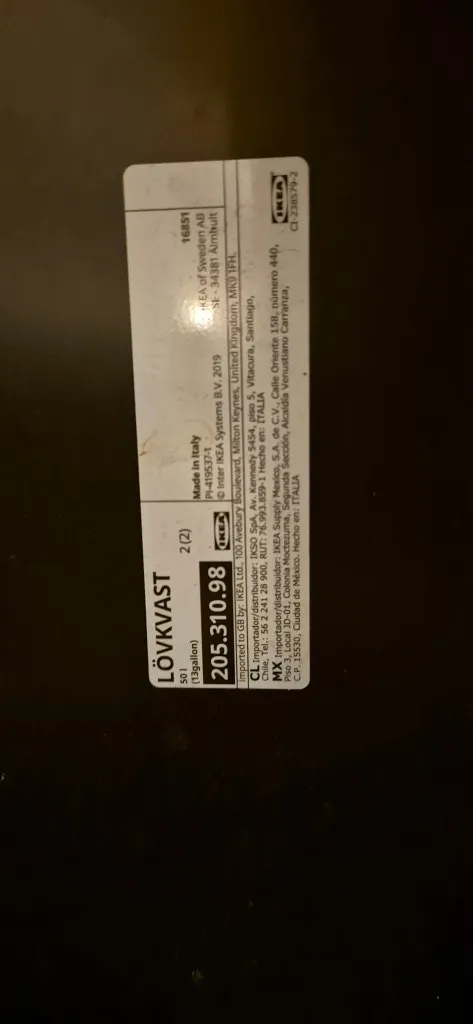 LÖVKVAST
50 l
(13gallon)
2 (2)
205.310.98
IKEA
Made in Italy
PI-419537-1
© Inter IKEA Systems B.V. 2019
16851
IKEA of Sweden AB
SE - 34381 Älmhult
Imported to GB by: IKEA Ltd., 100 Avebury Boulevard, Milton Keynes, United Kingdom, MK9 1FH.
CL Importador/distribuidor: IKSO SpA, Av. Kennedy 5454, piso 5, Vitacura, Santiago,
Chile, Tel.: 56 2 241 28 900, RUT: 76.993.859-1 Hecho en: ITALIA
MX Importador/distribuidor: IKEA Supply Mexico, S.A. de C.V., Calle Oriente 158, número 440,
Piso 3, Local JD-01, Colonia Moctezuma, Segunda Sección, Alcaldía Venustiano Carranza,
C.P. 15530, Ciudad de México. Hecho en: ITALIA
IKEA
CI-238579-2